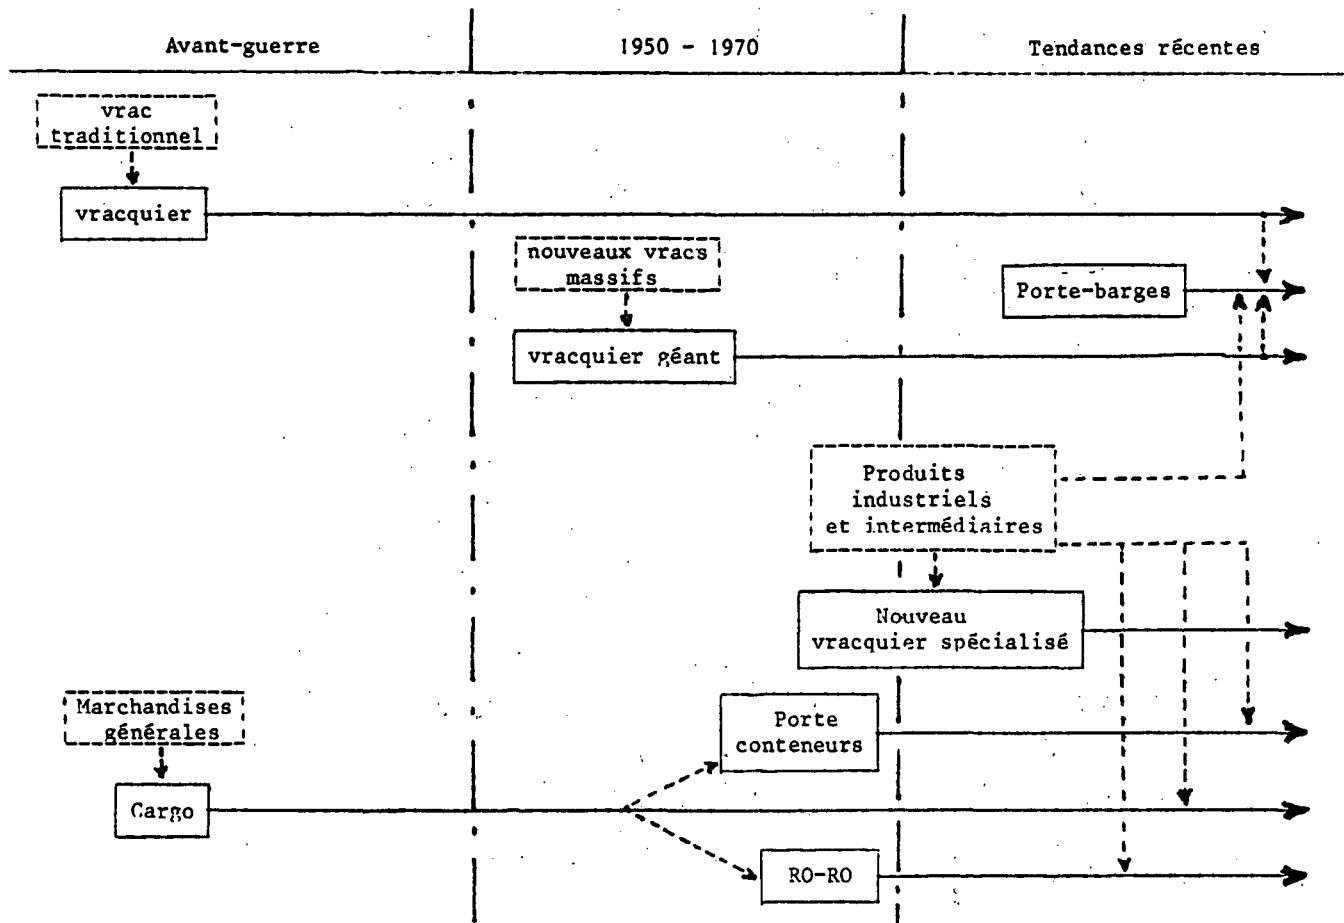 Avant-guerre
1950 - 1970
Tendances récentes
vrac
traditionnel
vracquier
nouveaux vracs
massifs
Porte-barges
vracquier géant
Produits
industriels
et intermédiaires
Nouveau
vracquier spécialisé
Marchandises
générales
Porte
conteneurs
Cargo
RO-RO